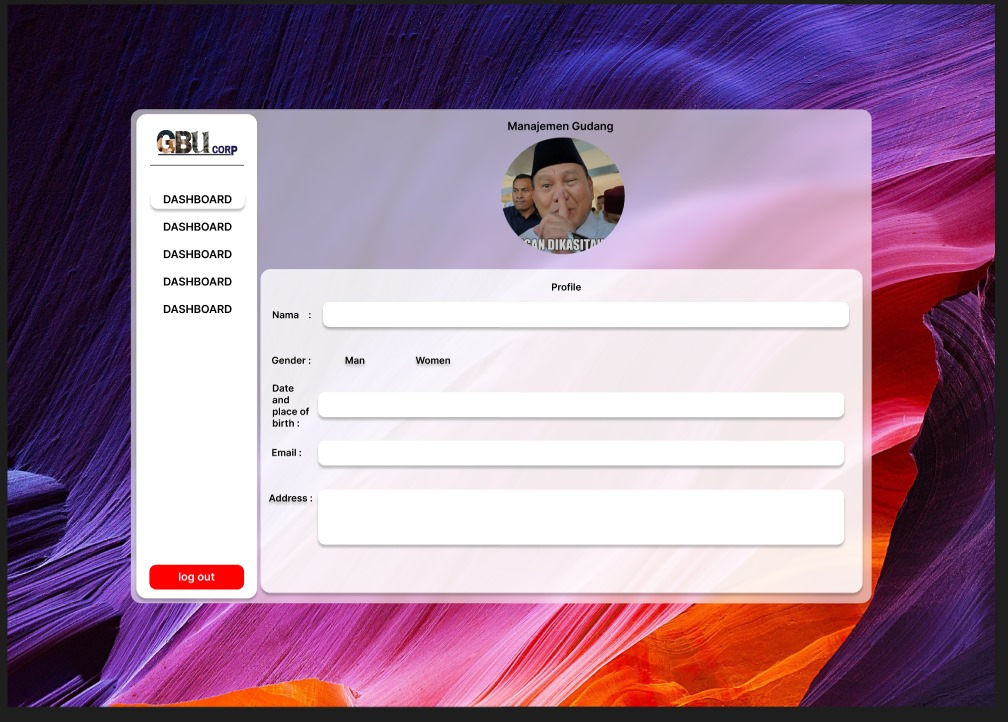 GBU CORP
DASHBOARD
DASHBOARD
DASHBOARD
DASHBOARD
DASHBOARD
log out
Manajemen Gudang
DIKASITA
Profile
Nama :
Gender : Man Women
Date
and
place of
birth :
Email :
Address :